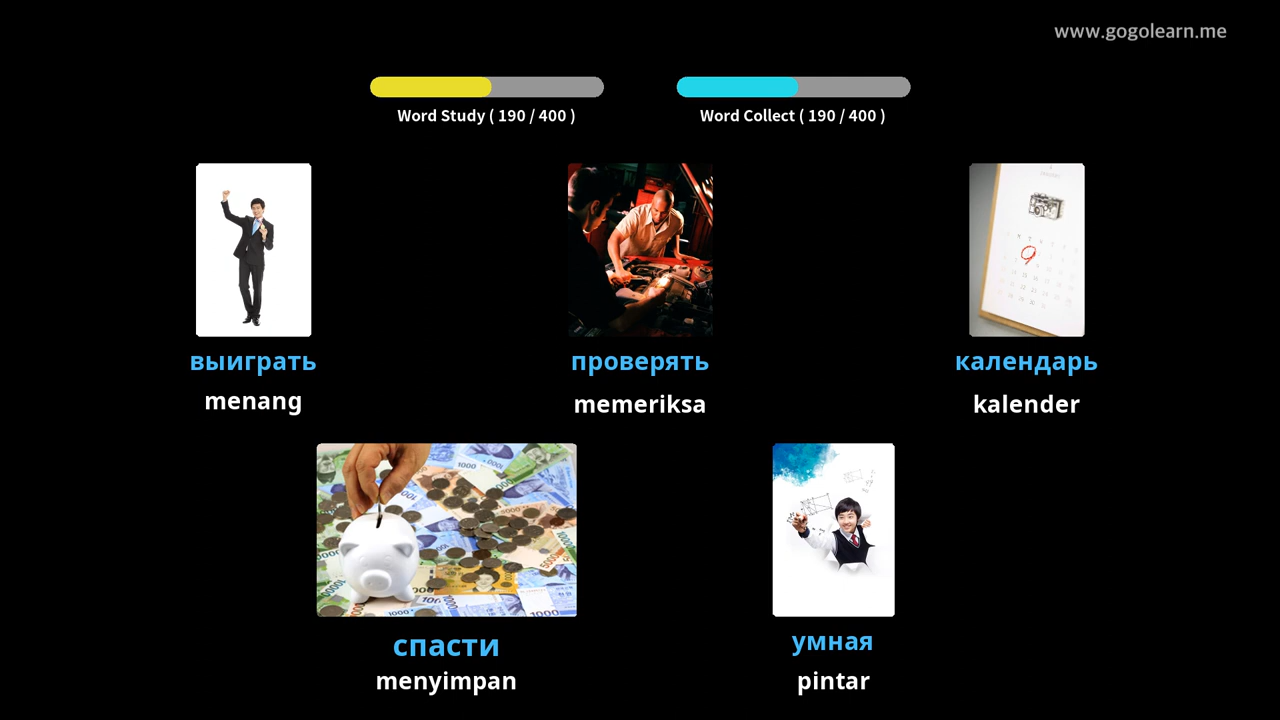 www.gogolearn.me
Word Study ( 190 / 400 )
Word Collect ( 190 / 400 )
выиграть
проверять
календарь
menang
memeriksa
kalender
спасти
умная
menyimpan
pintar